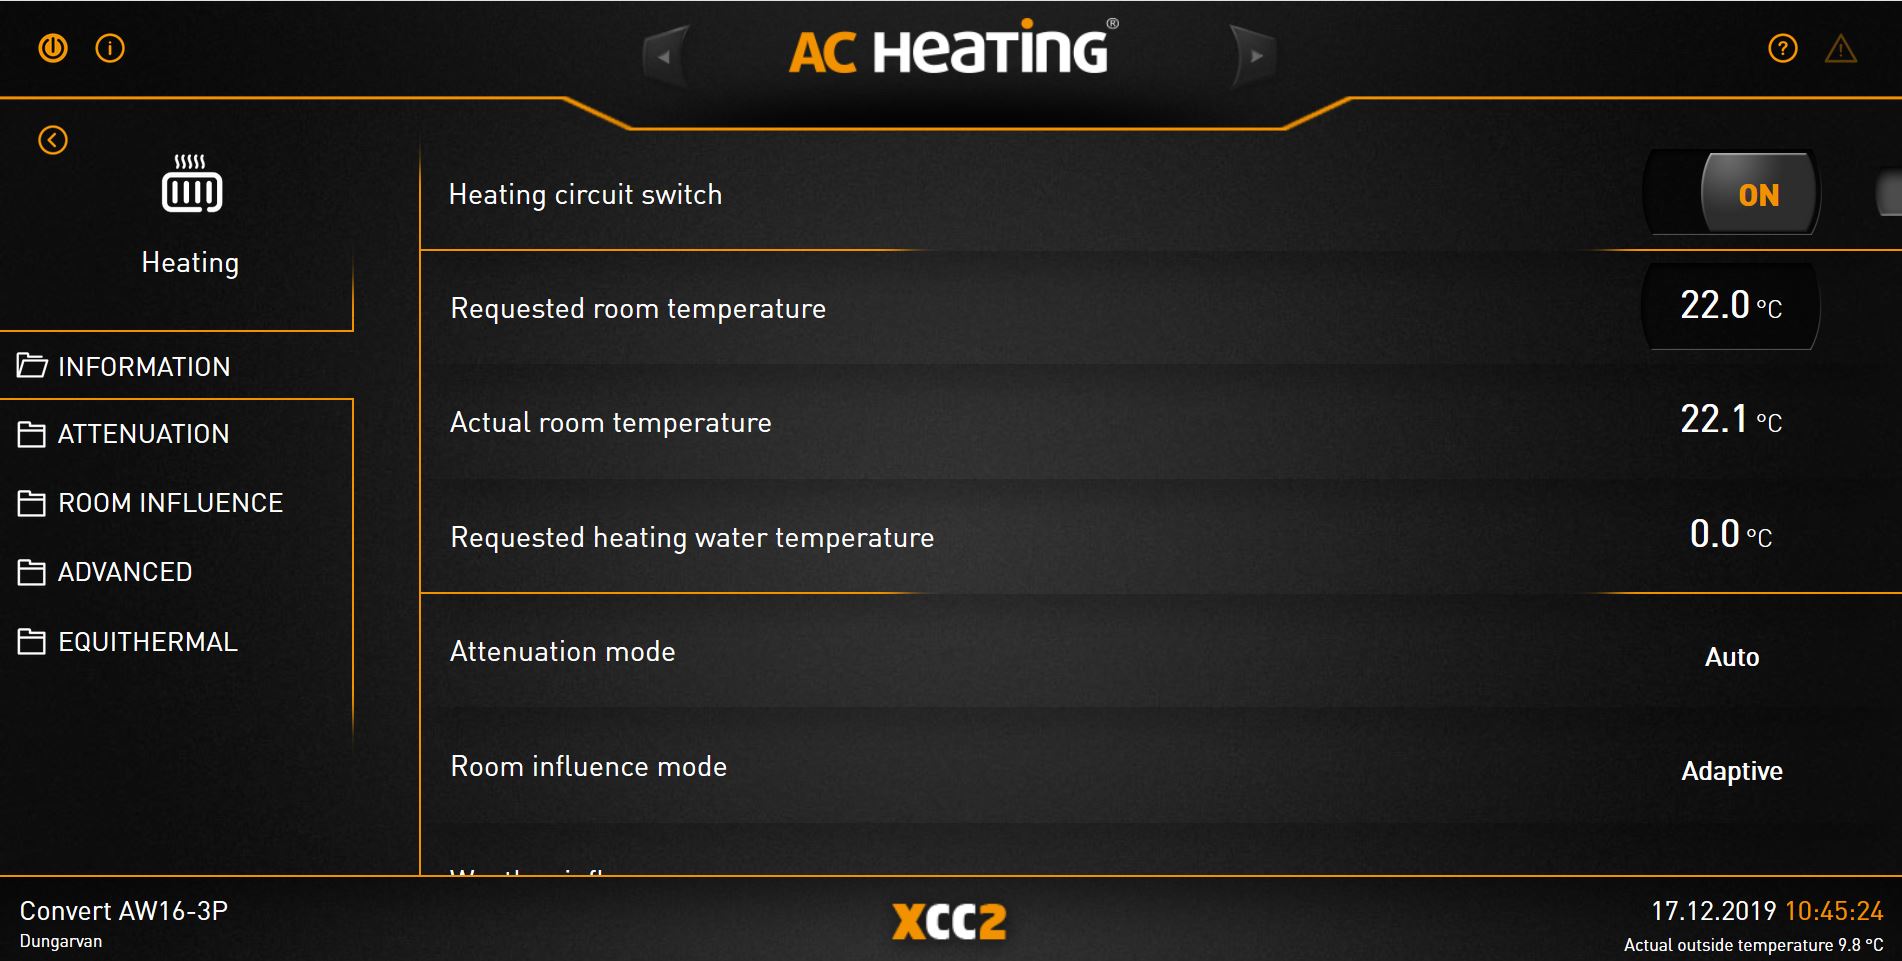 AC Heating®
Heating
INFORMATION
ATTENUATION
ROOM INFLUENCE
ADVANCED
EQUITHERMAL
Heating circuit switch ON
Requested room temperature 22.0 °C
Actual room temperature 22.1 °C
Requested heating water temperature 0.0 °C
Attenuation mode Auto
Room influence mode Adaptive
Convert AW16-3P
Dungarvan
XCC2
17.12.2019 10:45:24
Actual outside temperature 9.8 °C